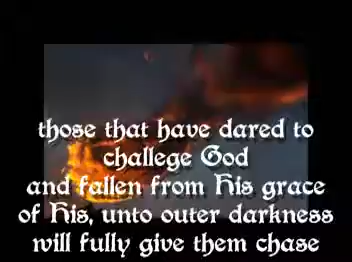 those that have dared to
challege God
and fallen from His grace
of His, unto outer darkness
will fully give them chase